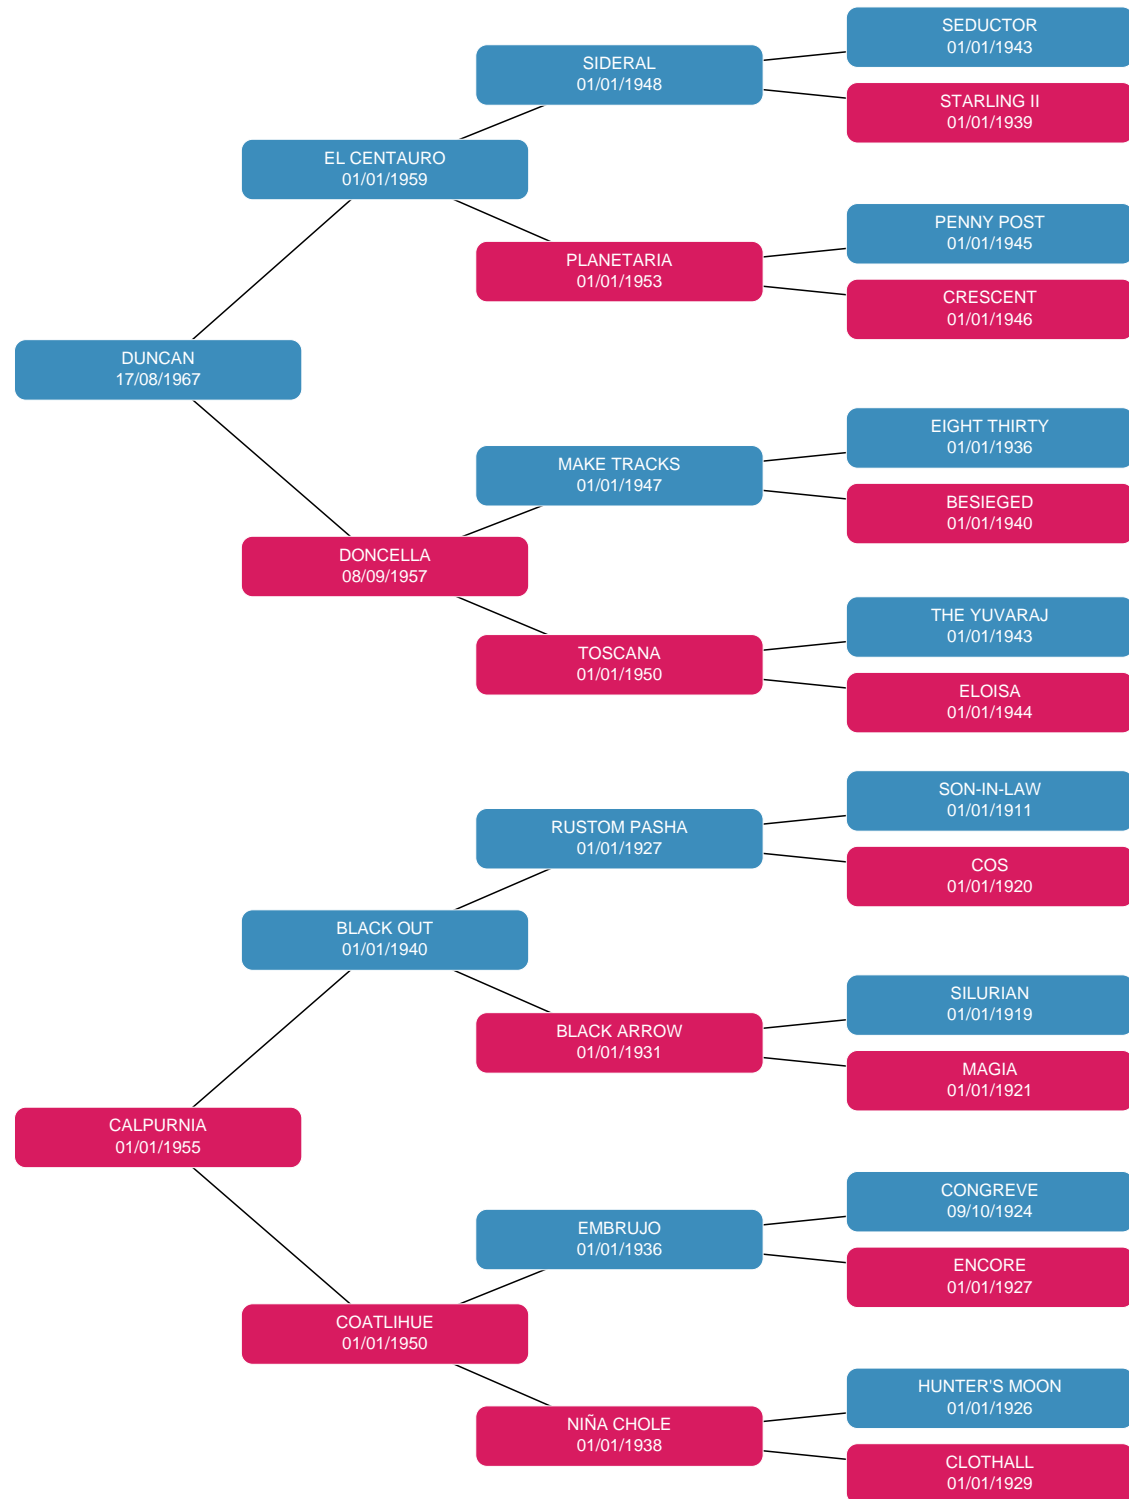 SEDUCTOR
01/01/1943
SIDERAL
01/01/1948
STARLING II
01/01/1939
EL CENTAURO
01/01/1959
PENNY POST
01/01/1945
PLANETARIA
01/01/1953
CRESCENT
01/01/1946
DUNCAN
17/08/1967
EIGHT THIRTY
01/01/1936
MAKE TRACKS
01/01/1947
BESIEGED
01/01/1940
DONCELLA
08/09/1957
THE YUVARAJ
01/01/1943
TOSCANA
01/01/1950
ELOISA
01/01/1944
SON-IN-LAW
01/01/1911
RUSTOM PASHA
01/01/1927
COS
01/01/1920
BLACK OUT
01/01/1940
SILURIAN
01/01/1919
BLACK ARROW
01/01/1931
MAGIA
01/01/1921
CALPURNIA
01/01/1955
CONGREVE
09/10/1924
EMBRUJO
01/01/1936
ENCORE
01/01/1927
COATLIHUE
01/01/1950
HUNTER'S MOON
01/01/1926
NIÑA CHOLE
01/01/1938
CLOTHALL
01/01/1929